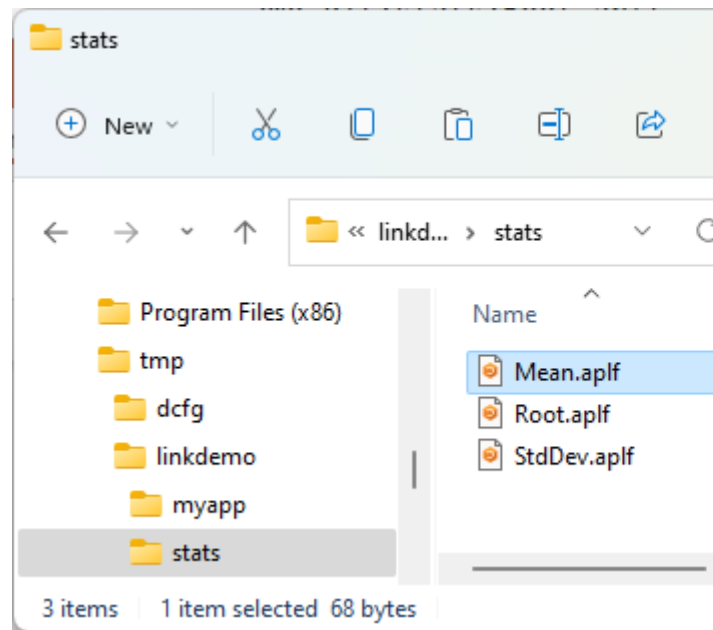 stats
New
linkd... stats
Program Files (x86)
tmp
dcfg
linkdemo
myapp
stats
Name
Mean.aplf
Root.aplf
StdDev.aplf
3 items 1 item selected 68 bytes